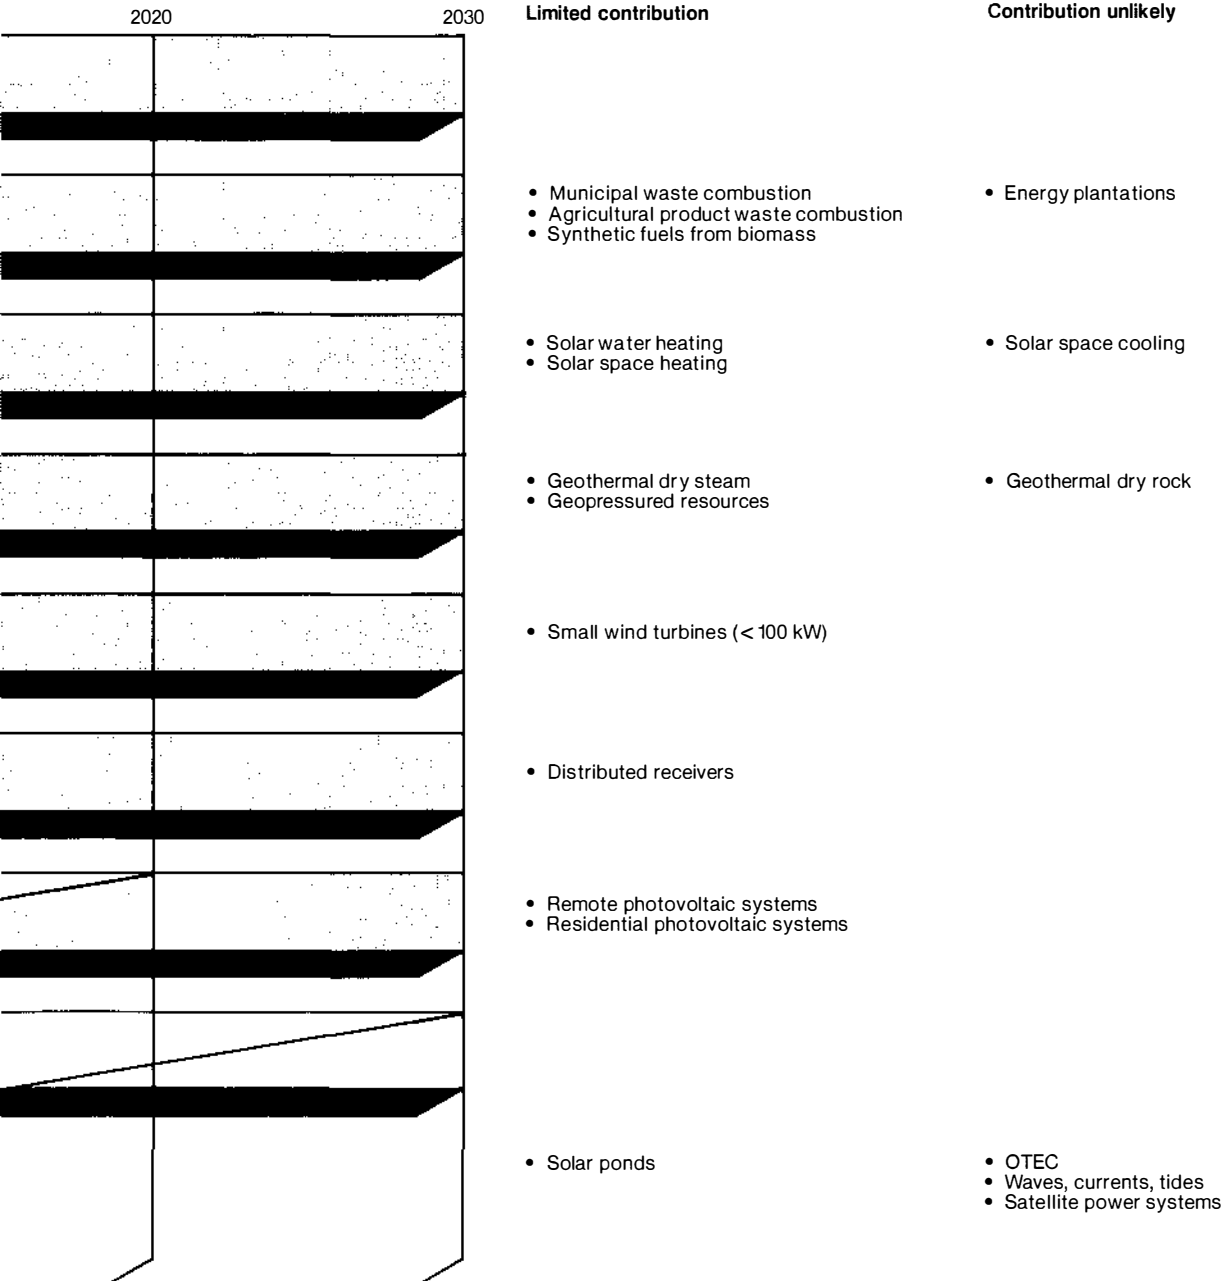 2020 2030 Limited contribution Contribution unlikely
• Municipal waste combustion • Energy plantations
• Agricultural product waste combustion
• Synthetic fuels from biomass
• Solar water heating • Solar space cooling
• Solar space heating
• Geothermal dry steam • Geothermal dry rock
• Geopressured resources
• Small wind turbines (< 100 kW)
• Distributed receivers
• Remote photovoltaic systems
• Residential photovoltaic systems
• Solar ponds • OTEC
• Waves, currents, tides
• Satellite power systems